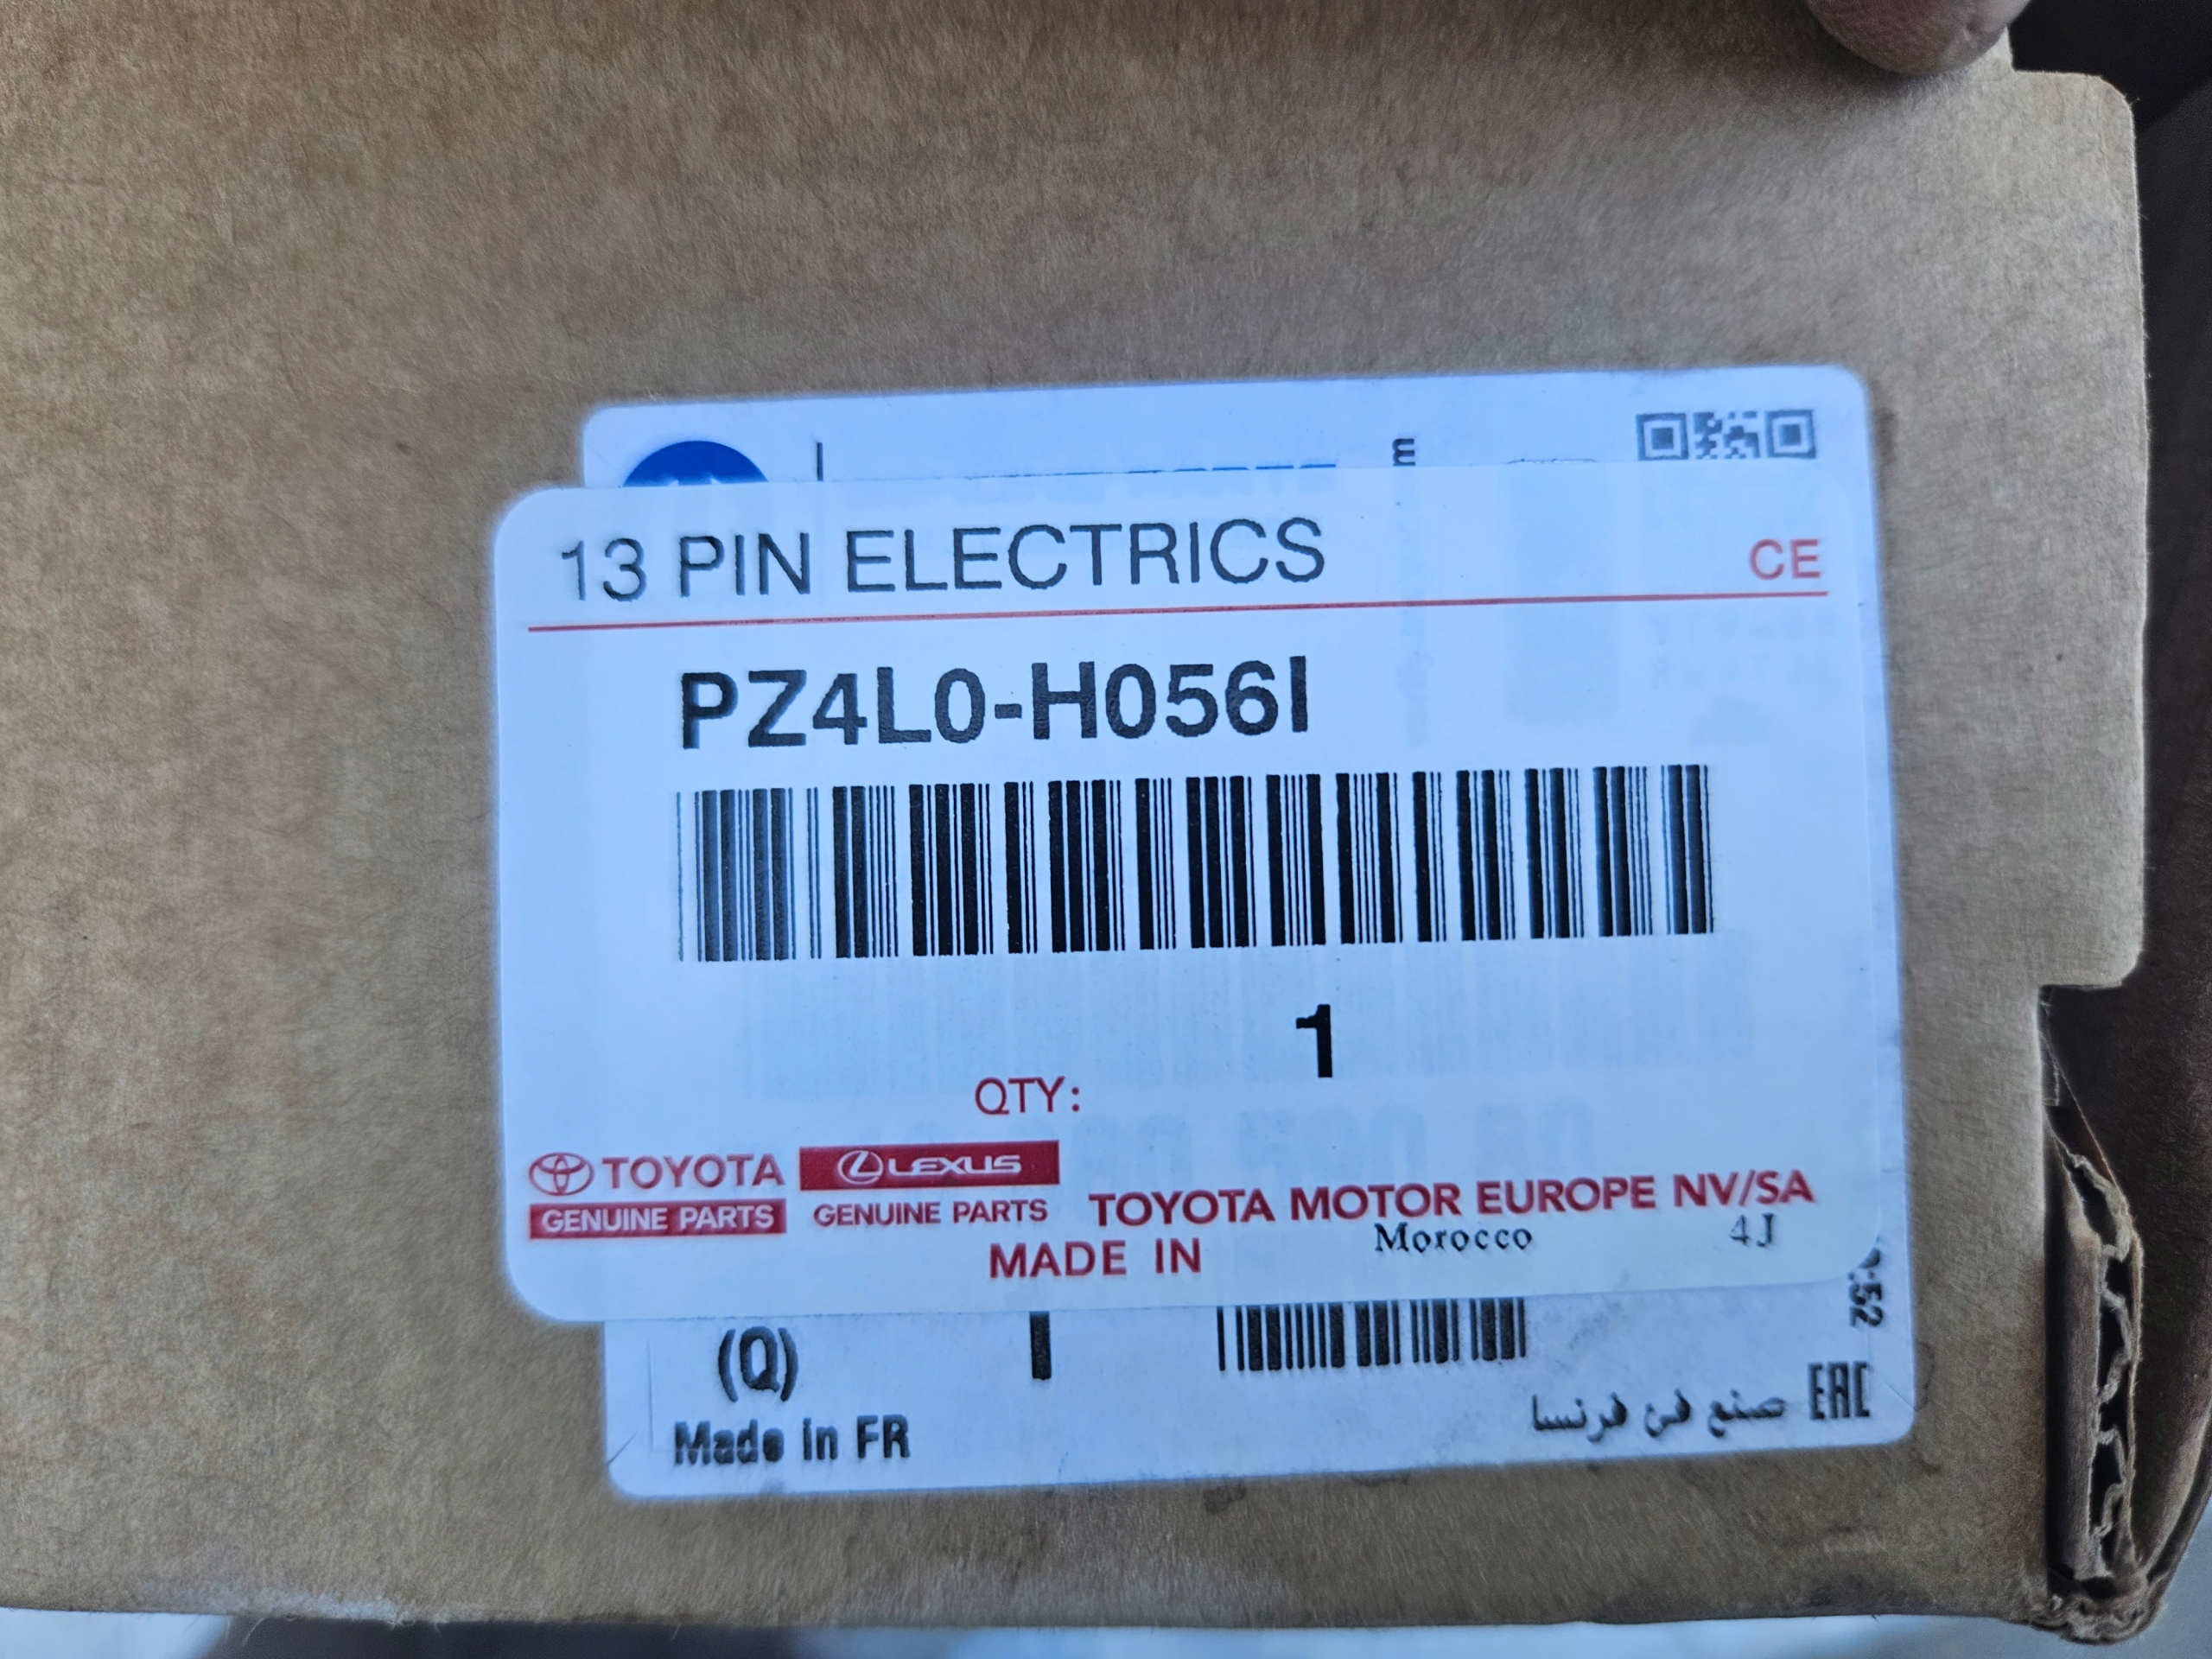 13 PIN ELECTRICS
CE
PZ4L0-H056I
1
QTY:
TOYOTA
GENUINE PARTS
LEXUS
GENUINE PARTS
TOYOTA MOTOR EUROPE NV/SA
MADE IN Morocco 4J
:52
(Q)
Made in FR
صنع في فرنسا
EAC